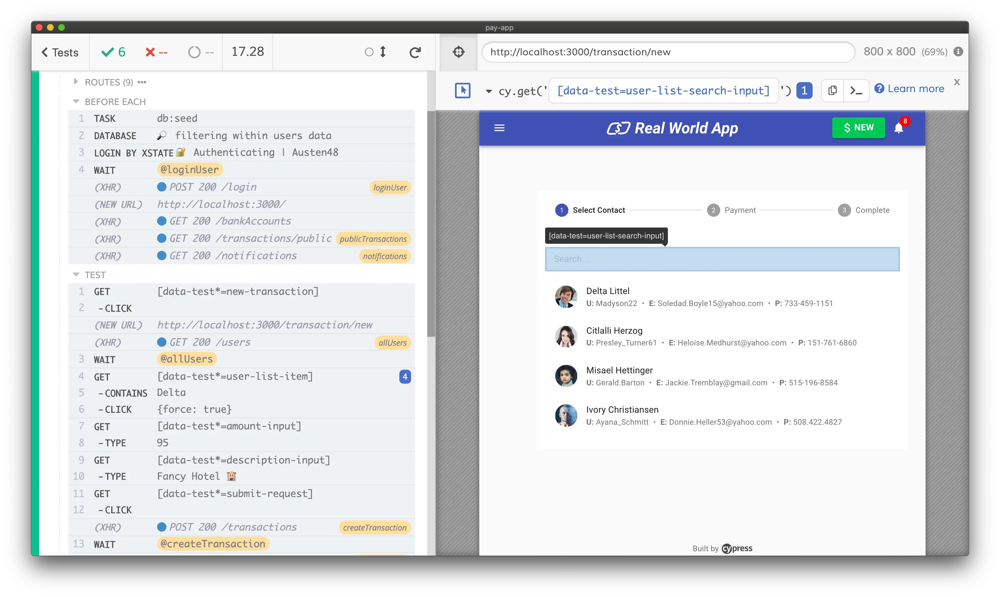 pay-app
Tests
6
--
--
17.28
http://localhost:3000/transaction/new
800 x 800 (69%)
ROUTES (9)
BEFORE EACH
1 TASK db:seed
2 DATABASE 🔎 filtering within users data
3 LOGIN BY XSTATE 🔐 Authenticating | Austen48
4 WAIT @loginUser
(XHR) POST 200 /login loginUser
(NEW URL) http://localhost:3000/
(XHR) GET 200 /bankAccounts
(XHR) GET 200 /transactions/public publicTransactions
(XHR) GET 200 /notifications notifications
TEST
1 GET [data-test*=new-transaction]
2 -CLICK
(NEW URL) http://localhost:3000/transaction/new
(XHR) GET 200 /users allUsers
3 WAIT @allUsers
4 GET [data-test*=user-list-item] 4
5 -CONTAINS Delta
6 -CLICK {force: true}
7 GET [data-test*=amount-input]
8 -TYPE 95
9 GET [data-test*=description-input]
10 -TYPE Fancy Hotel 🏨
11 GET [data-test*=submit-request]
12 -CLICK
(XHR) POST 200 /transactions createTransaction
13 WAIT @createTransaction
cy.get('[data-test=user-list-search-input]') 1 >_ ? Learn more x
Real World App
$ NEW
8
1 Select Contact
2 Payment
3 Complete
[data-test=user-list-search-input]
Search...
Delta Littel
U: Madyson22 • E: Soledad.Boyle15@yahoo.com • P: 733-459-1151
Citlalli Herzog
U: Presley_Turner61 • E: Heloise.Medhurst@yahoo.com • P: 151-761-6860
Misael Hettinger
U: Gerald.Barton • E: Jackie.Tremblay@gmail.com • P: 515-196-8584
Ivory Christiansen
U: Ayana_Schmitt • E: Donnie.Heller53@yahoo.com • P: 508.422.4827
Built by cypress